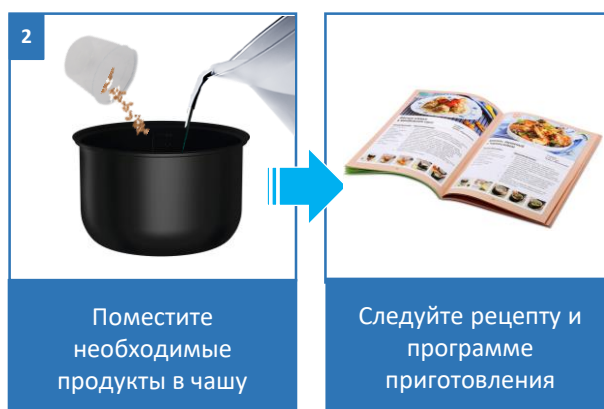 2
Поместите
необходимые
продукты в чашу
Следуйте рецепту и
программе
приготовления